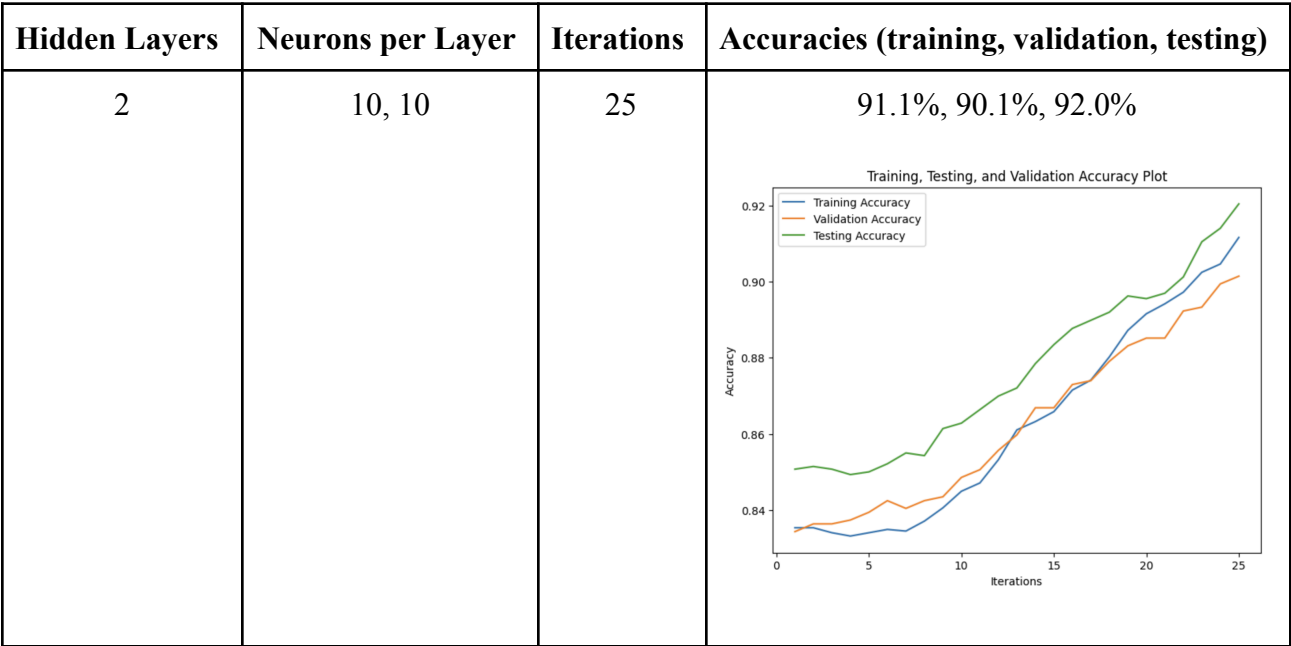 Hidden Layers Neurons per Layer Iterations Accuracies (training, validation, testing)
2 10, 10 25 91.1%, 90.1%, 92.0%
Training, Testing, and Validation Accuracy Plot
Training Accuracy
Validation Accuracy
Testing Accuracy
0.92
0.90
0.88
0.86
0.84
Accuracy
0 5 10 15 20 25
Iterations